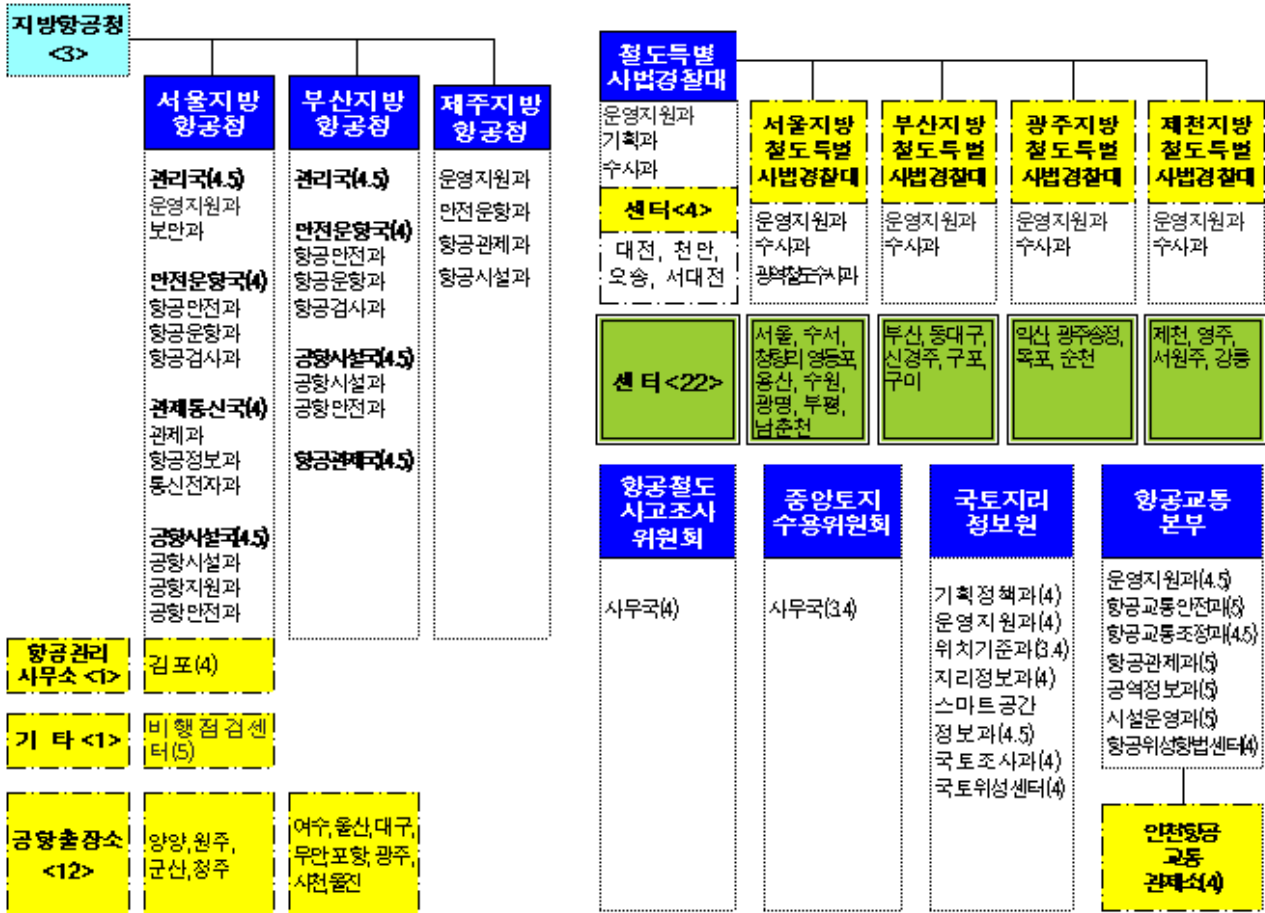 지방항공청
<3>
서울지방
항공청
관리국(4.5)
운영지원과
보안과
안전운항국(4)
항공안전과
항공운항과
항공검사과
관제통신국(4)
관제과
항공정보과
통신전자과
공항시설국(4.5)
공항시설과
공항지원과
공항안전과
부산지방
항공청
관리국(4.5)
안전운항국(4)
항공안전과
항공운항과
항공검사과
공항시설국(4.5)
공항시설과
공항안전과
항공관제국(4.5)
제주지방
항공청
운영지원과
안전운항과
항공관제과
항공시설과
항공관리
사무소 <1>
김포(4)
기 타 <1>
비행점검센
터(5)
공항출장소
<12>
양양,원주,
군산,청주
여수,울산,대구,
무안,포항,광주,
사천,울진
철도특별
사법경찰대
운영지원과
기획과
수사과
센터<4>
대전, 천안,
오송, 서대전
서울지방
철도특별
사법경찰대
운영지원과
수사과
광역철도수사과
부산지방
철도특별
사법경찰대
운영지원과
수사과
광주지방
철도특별
사법경찰대
운영지원과
수사과
제천지방
철도특별
사법경찰대
운영지원과
수사과
센터<22>
서울, 수서,
청량리 영등포,
용산, 수원,
광명, 부평,
남춘천
부산, 동대구,
신경주, 구포,
구미
익산, 광주송정,
목포, 순천
제천, 영주,
서원주, 강릉
항공철도
사고조사
위원회
사무국(4)
중앙토지
수용위원회
사무국(3.4)
국토지리
정보원
기획정책과(4)
운영지원과(4)
위치기준과(3.4)
지리정보과(4)
스마트공간
정보과(4.5)
국토조사과(4)
국토위성센터(4)
항공교통
본부
운영지원과(4.5)
항공교통안전과(5)
항공교통조정과(4.5)
항공관제과(5)
공역정보과(5)
시설운영과(5)
항공위성항법센터(4)
인천항공
교통
관제소(4)